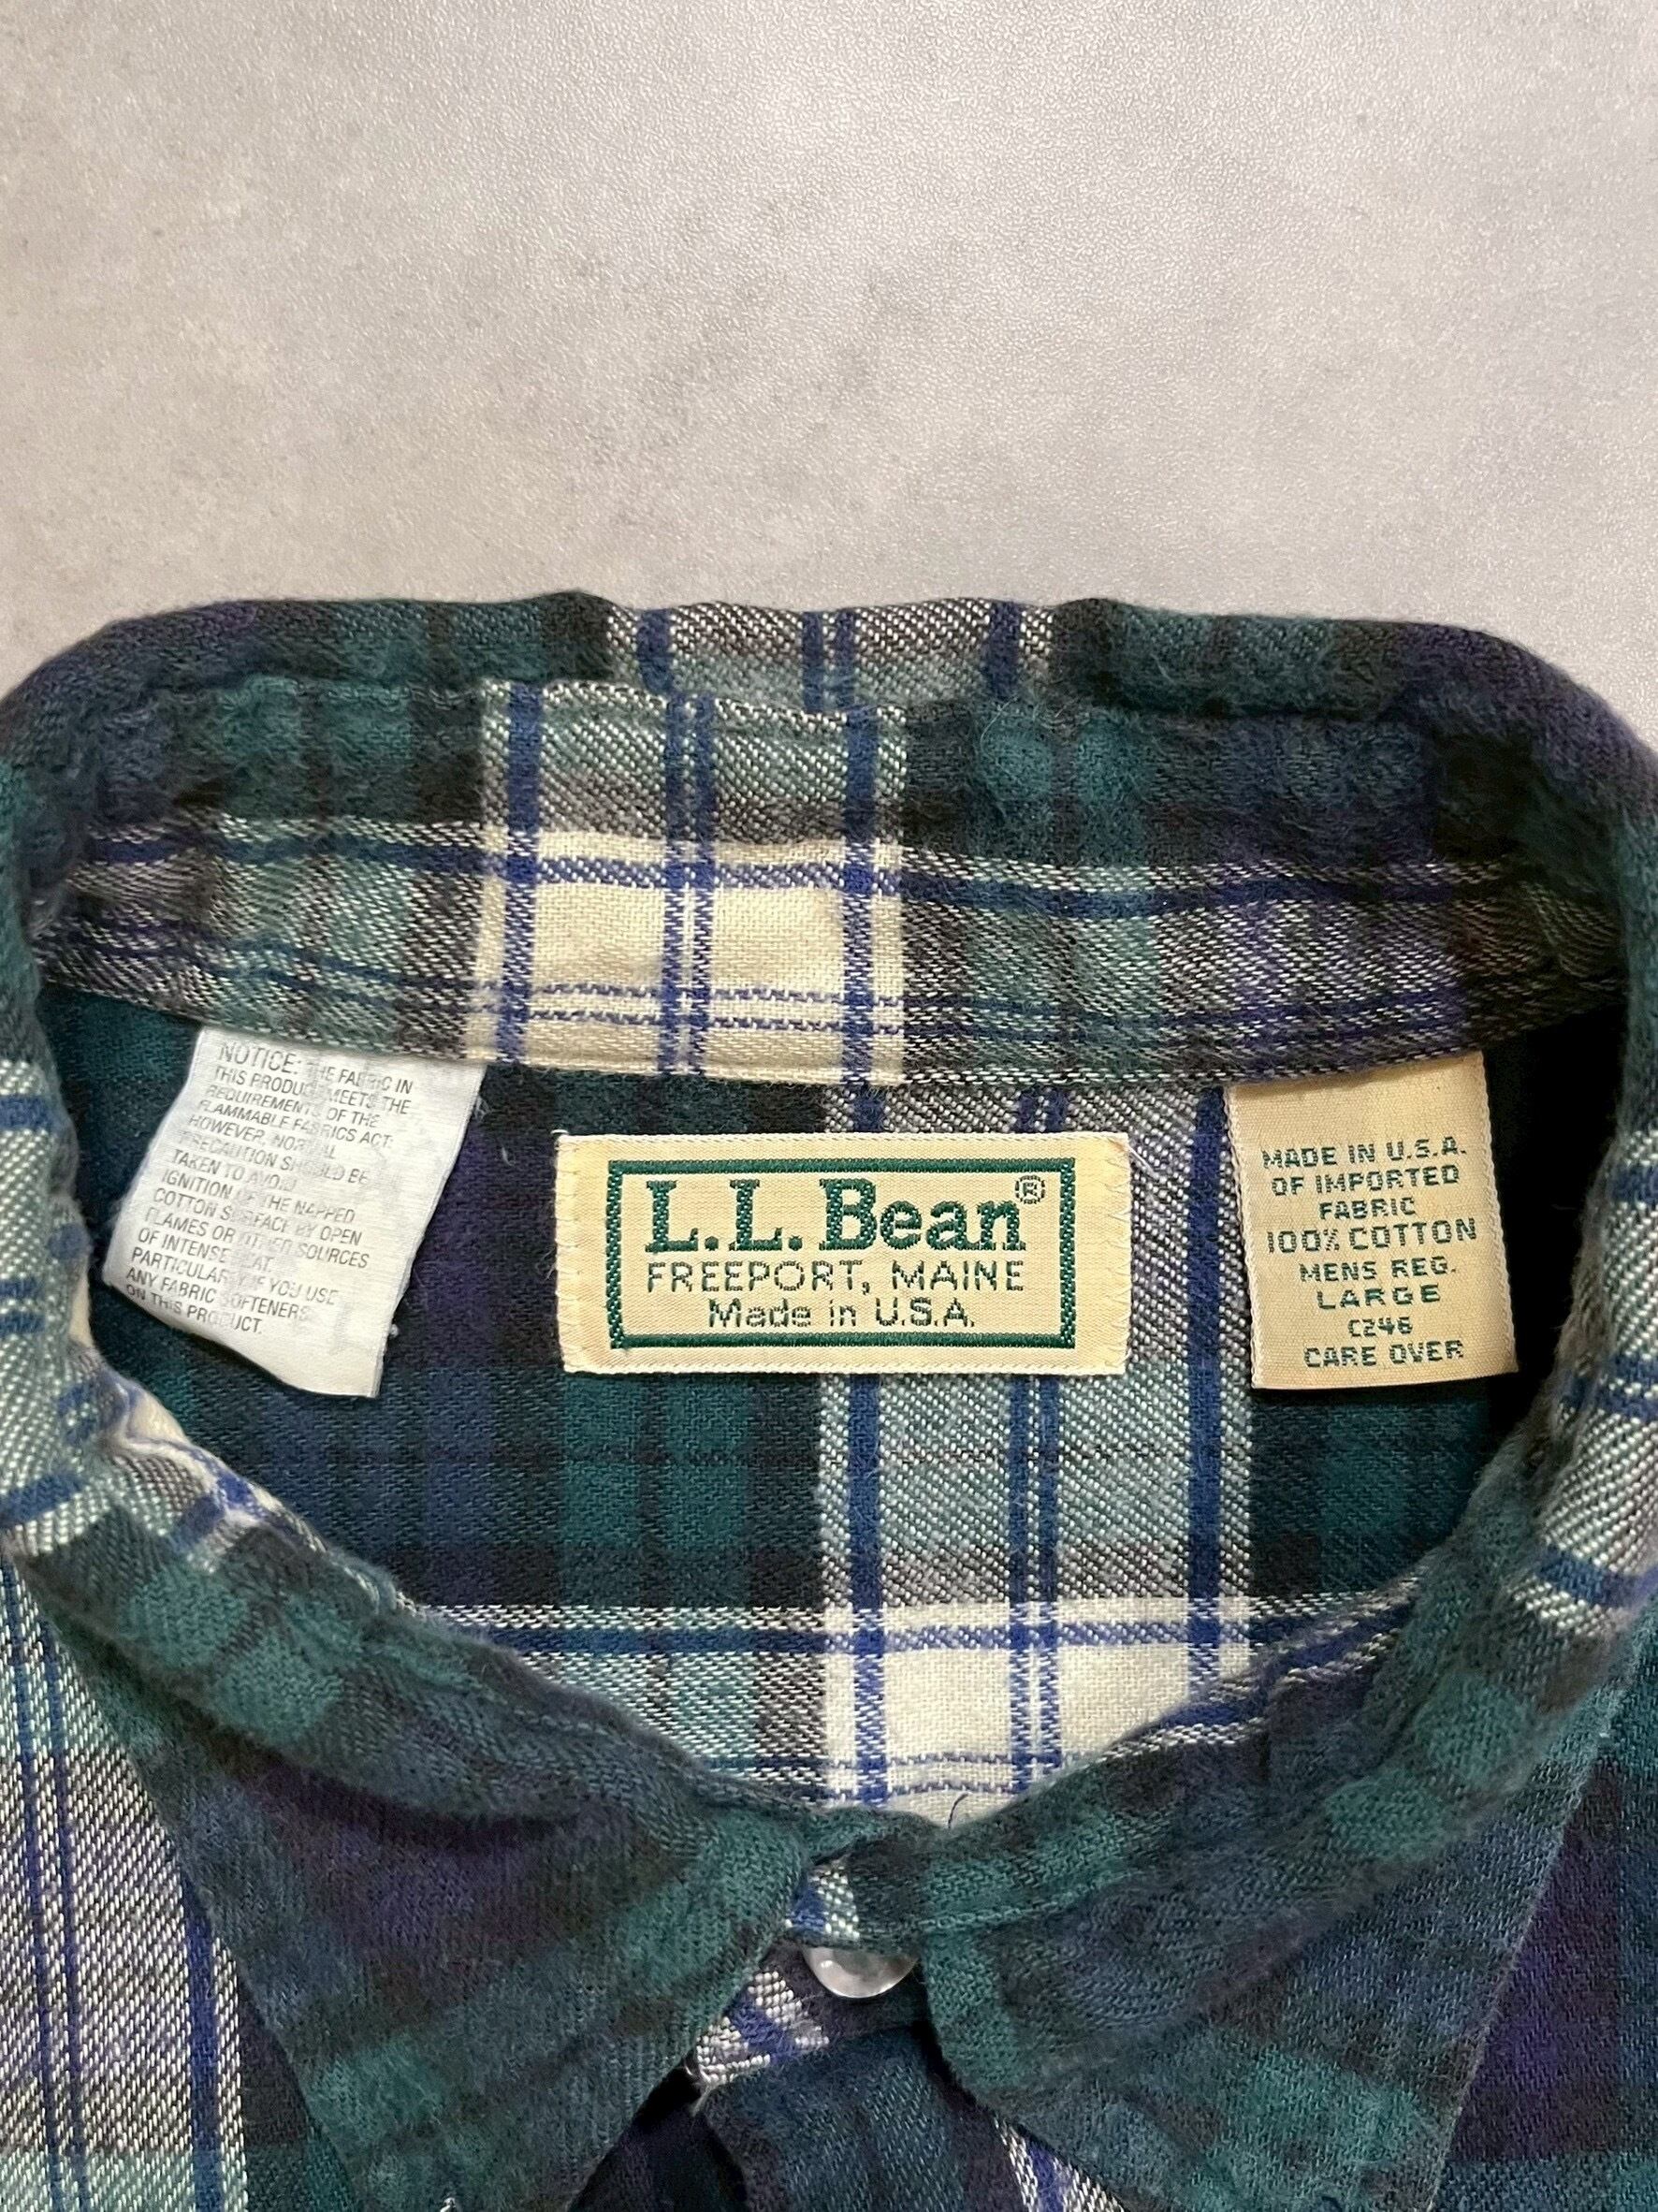 NOTICE: THE FABRIC IN
THIS PRODUCT MEETS THE
REQUIREMENTS OF THE
FLAMMABLE FABRICS ACT;
HOWEVER, NORMAL
PRECAUTION SHOULD BE
TAKEN TO AVOID
IGNITION OF THE NAPPED
COTTON SURFACE BY OPEN
FLAMES OR OTHER SOURCES
OF INTENSE HEAT.
PARTICULARLY IF YOU USE
ANY FABRIC SOFTENERS
ON THIS PRODUCT.
L.L.Bean®
FREEPORT, MAINE
Made in U.S.A.
MADE IN U.S.A.
OF IMPORTED
FABRIC
100% COTTON
MENS REG.
LARGE
CZ46
CARE OVER